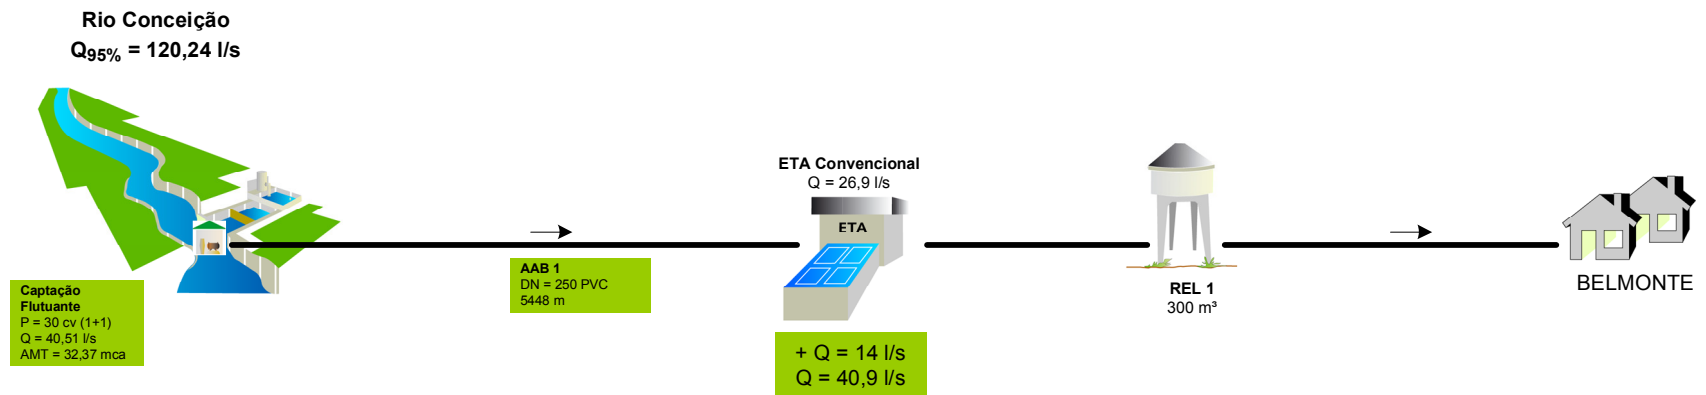 Rio Conceição
Q95% = 120,24 l/s
Captação
Flutuante
P = 30 cv (1+1)
Q = 40,51 l/s
AMT = 32,37 mca
AAB 1
DN = 250 PVC
5448 m
ETA Convencional
Q = 26,9 l/s
ETA
+ Q = 14 l/s
Q = 40,9 l/s
REL 1
300 m³
BELMONTE